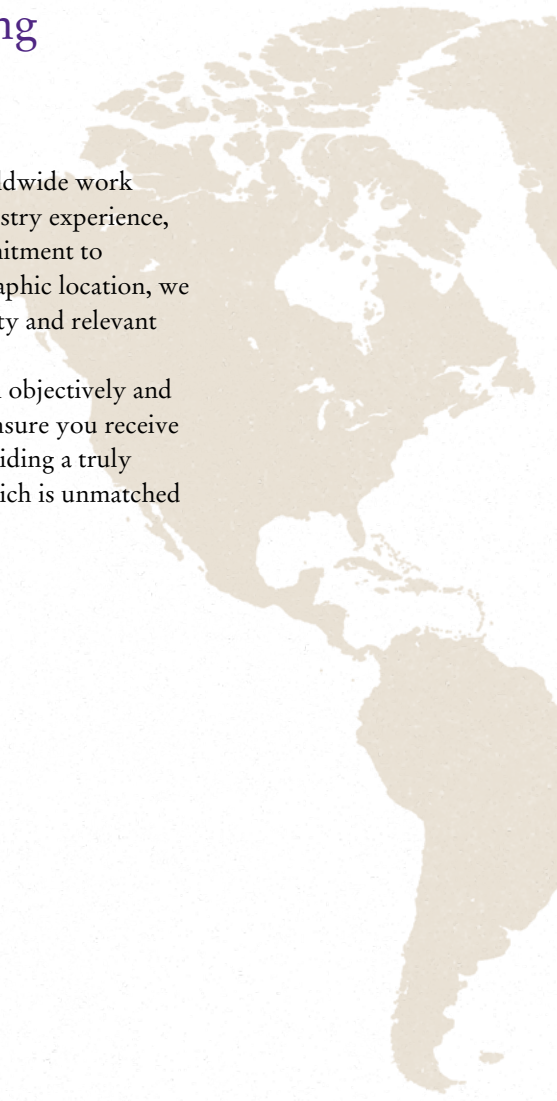 ng
ldwide work
stry experience,
nitment to
aphic location, we
ty and relevant
objectively and
nsure you receive
iding a truly
ich is unmatched